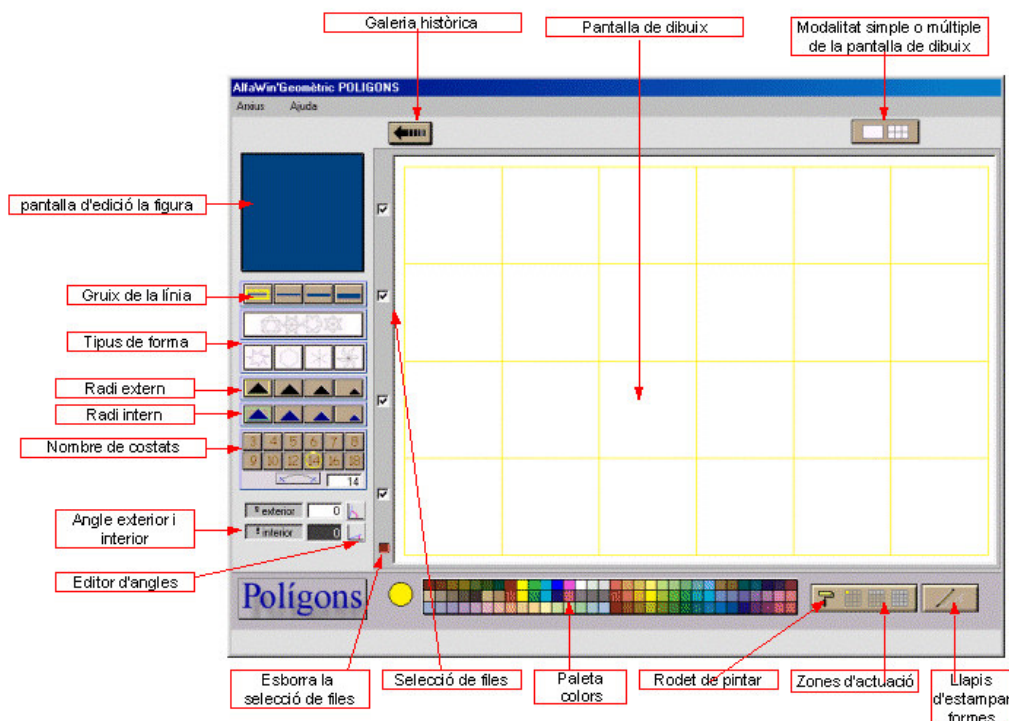 Galeria històrica
Pantalla de dibuix
Modalitat simple o múltiple
de la pantalla de dibuix
AlfaWin'Geomètric POLIGONS
Arxius Ajuda
pantalla d'edició la figura
Gruix de la línia
Tipus de forma
Radi extern
Radi intern
Nombre de costats
3 4 5 6 7 8
9 10 12 14 16 18
14
Angle exterior i
interior
exterior 0
interior 0
Editor d'angles
Polígons
Esborra la
selecció de files
Selecció de files
Paleta
colors
Rodet de pintar
Zones d'actuació
Llapis
d'estampar
formes